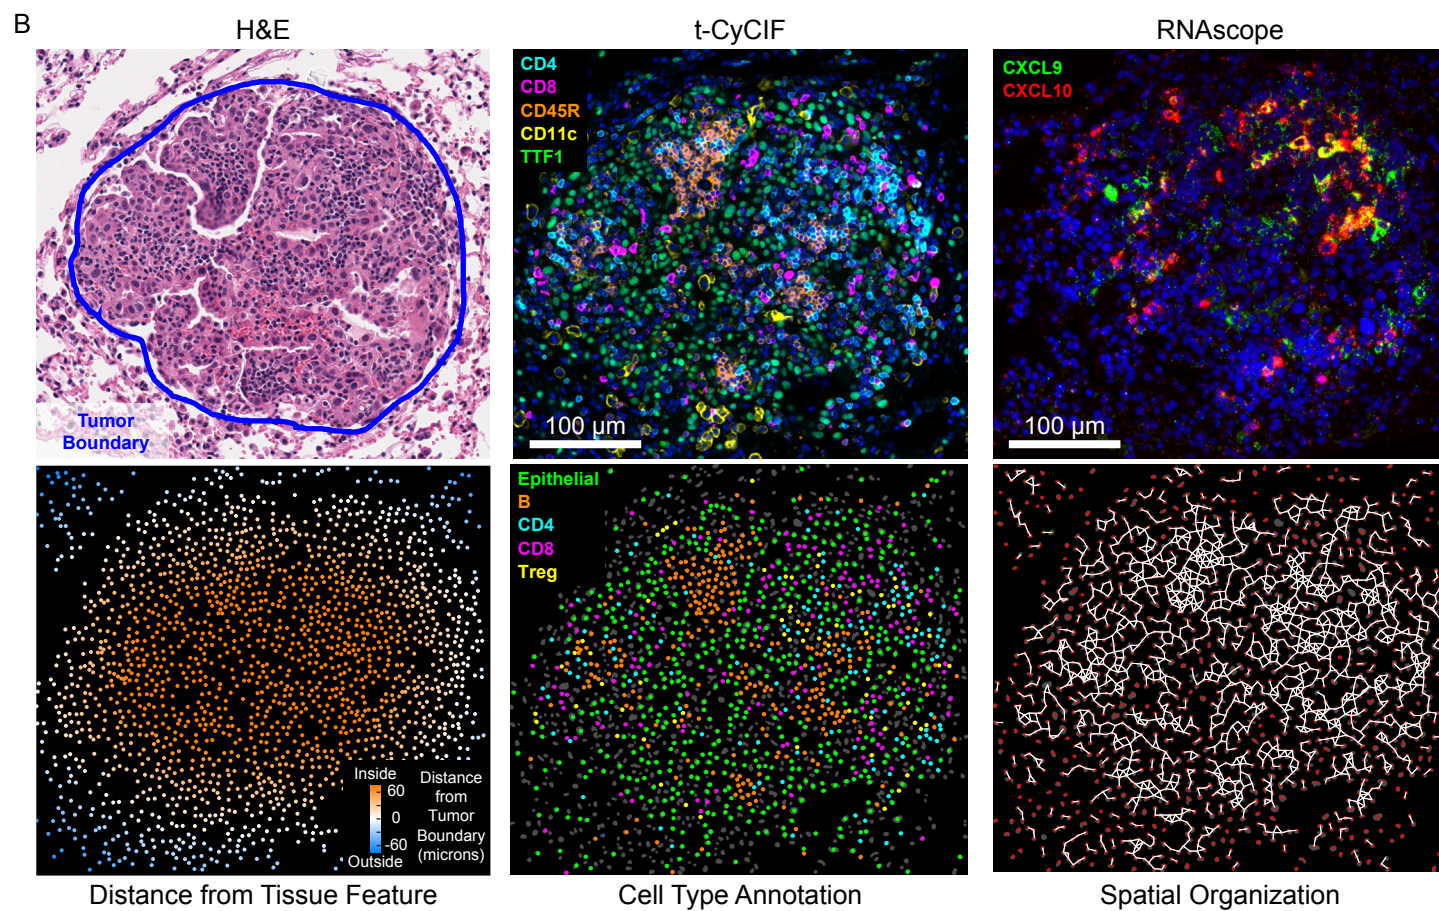 B
H&E
t-CyCIF
RNAscope
CD4
CD8
CD45R
CD11c
TTF1
CXCL9
CXCL10
Tumor
Boundary
100 µm
100 µm
Epithelial
B
CD4
CD8
Treg
Inside
60
0
-60
Outside
Distance
from
Tumor
Boundary
(microns)
Distance from Tissue Feature
Cell Type Annotation
Spatial Organization